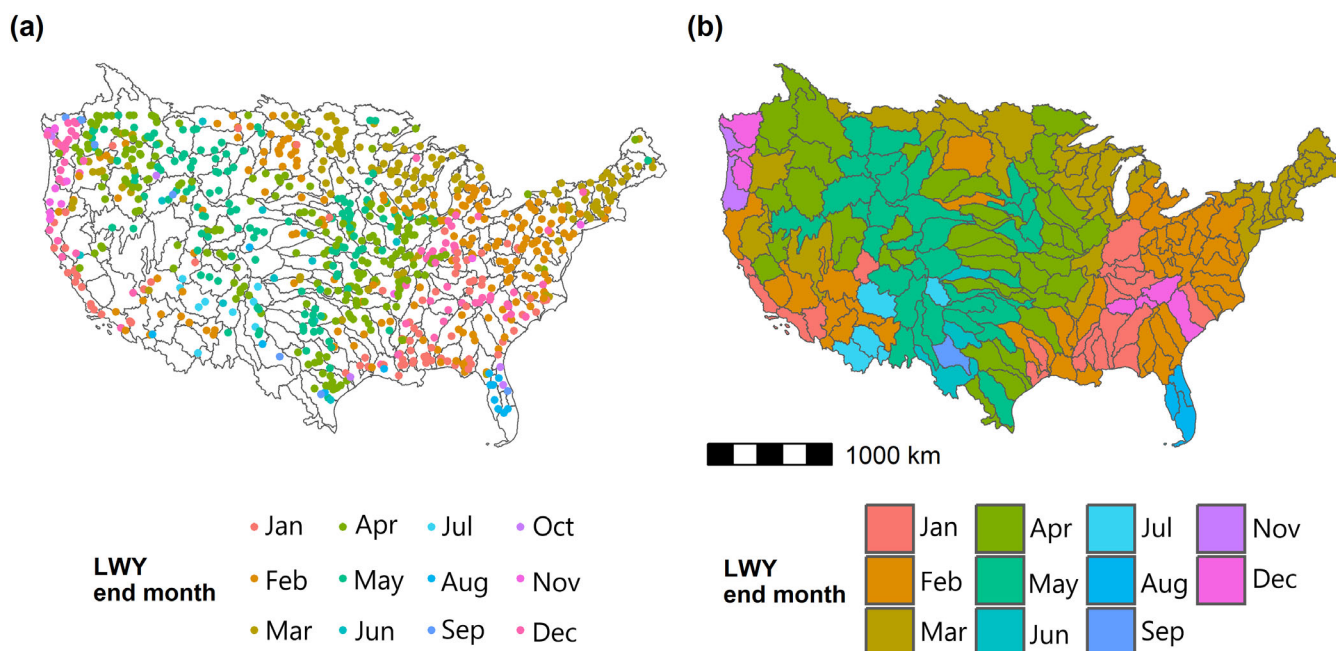 (a)
(b)
1000 km
Jan Apr Jul Oct
LWY
end month
Feb May Aug Nov
Mar Jun Sep Dec
LWY
end month
Jan Apr Jul Nov
Feb May Aug Dec
Mar Jun Sep